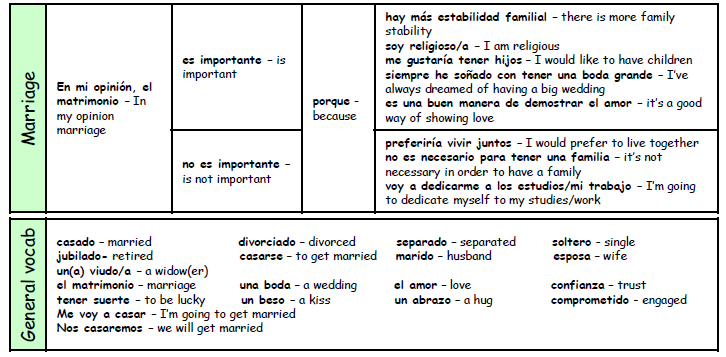 Marriage
En mi opinión, el
matrimonio – In
my opinion
marriage
es importante – is
important
no es importante –
is not important
porque -
because
hay más estabilidad familial – there is more family
stability
soy religioso/a – I am religious
me gustaría tener hijos – I would like to have children
siempre he soñado con tener una boda grande – I've
always dreamed of having a big wedding
es una buen manera de demostrar el amor – it's a good
way of showing love
preferiría vivir juntos – I would prefer to live together
no es necesario para tener una familia – it's not
necessary in order to have a family
voy a dedicarme a los estudios/mi trabajo – I'm going
to dedicate myself to my studies/work
General vocab
casado – married divorciado – divorced separado – separated soltero – single
jubilado- retired casarse – to get married marido – husband esposa – wife
un(a) viudo/a – a widow(er)
el matrimonio – marriage una boda – a wedding el amor – love confianza – trust
tener suerte – to be lucky un beso – a kiss un abrazo – a hug comprometido – engaged
Me voy a casar – I'm going to get married
Nos casaremos – we will get married